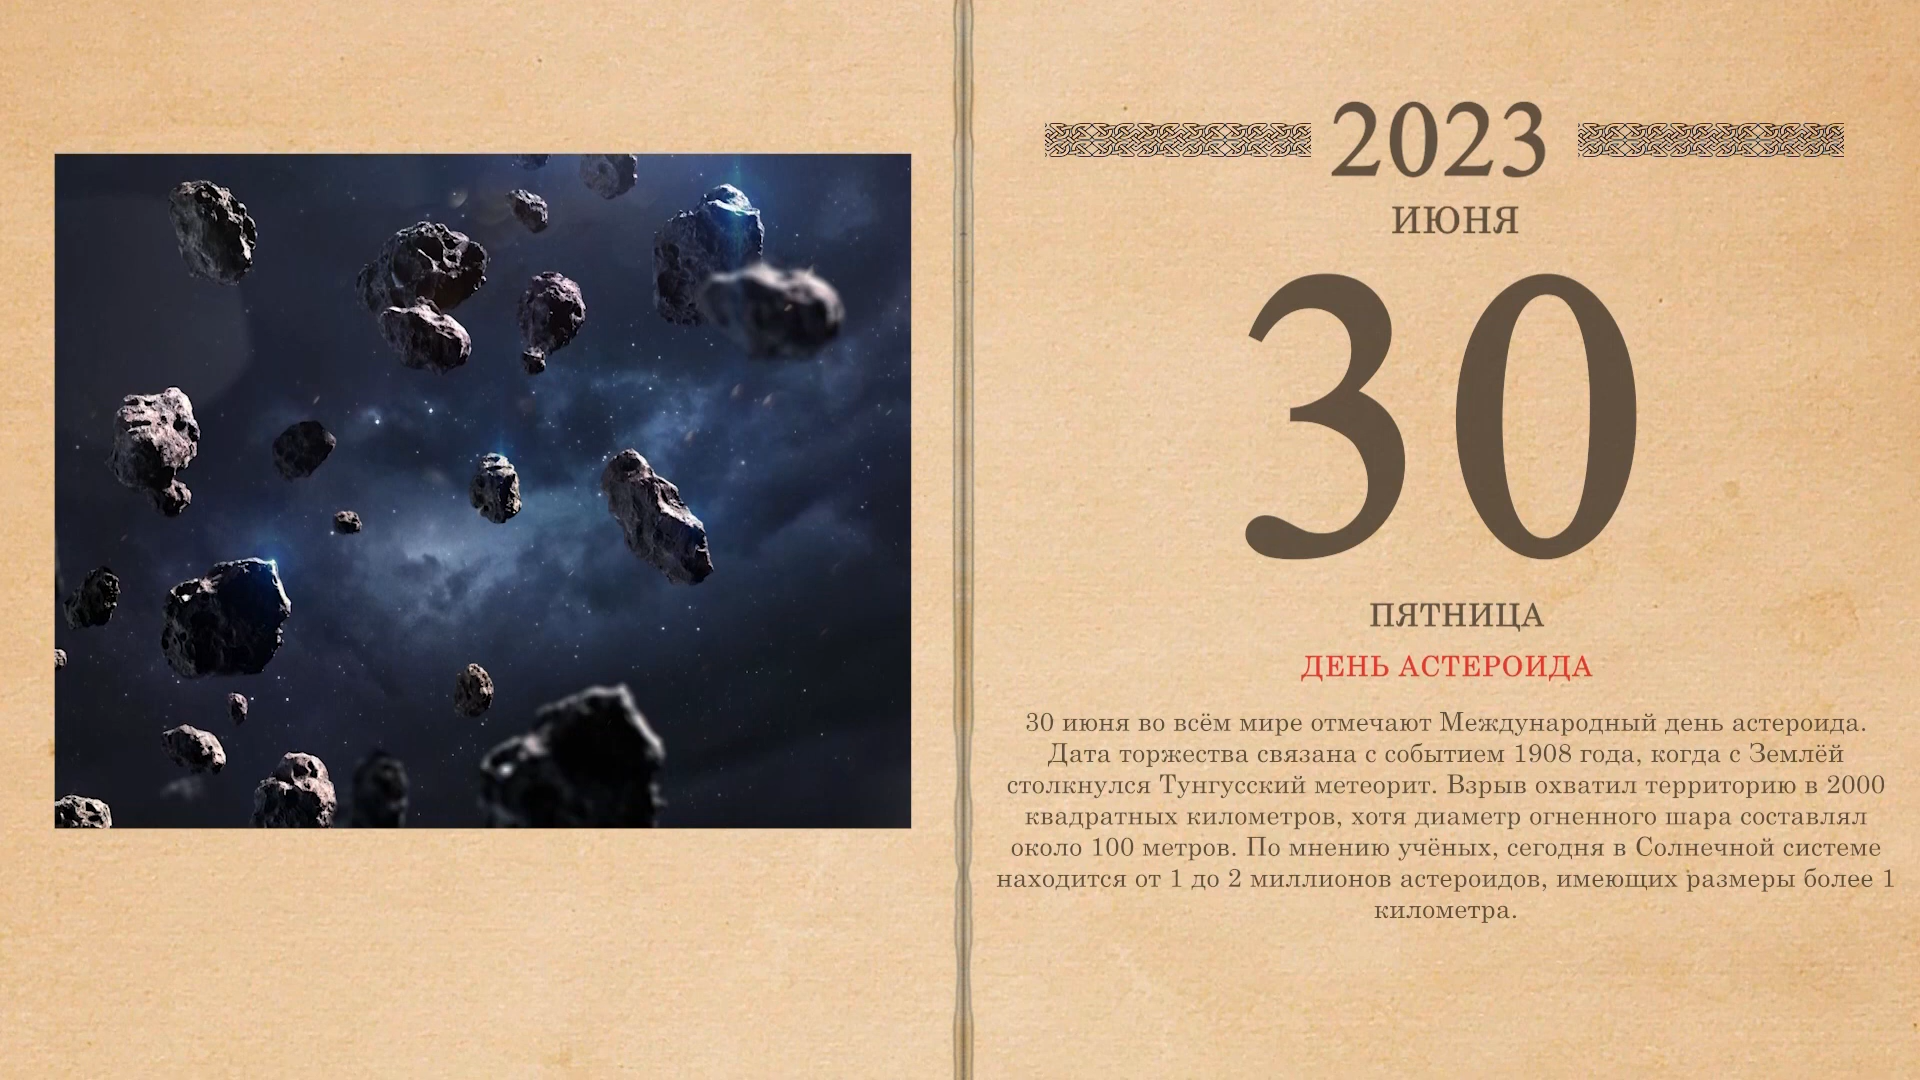 2023
ИЮНЯ
30
ПЯТНИЦА
ДЕНЬ АСТЕРОИДА
30 июня во всём мире отмечают Международный день астероида.
Дата торжества связана с событием 1908 года, когда с Землёй
столкнулся Тунгусский метеорит. Взрыв охватил территорию в 2000
квадратных километров, хотя диаметр огненного шара составлял
около 100 метров. По мнению учёных, сегодня в Солнечной системе
находится от 1 до 2 миллионов астероидов, имеющих размеры более 1
километра.